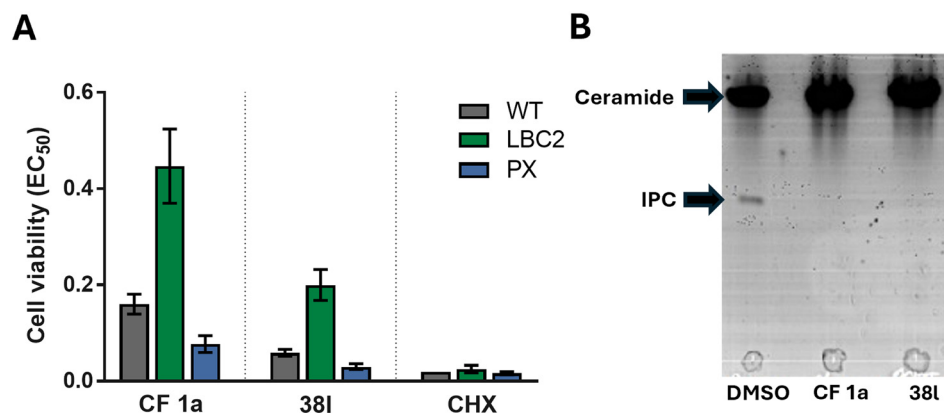 A
Cell viability (EC50)
0.6
0.4
0.2
0.0
WT
LBC2
PX
CF 1a
38l
CHX
B
Ceramide
IPC
DMSO
CF 1a
38l